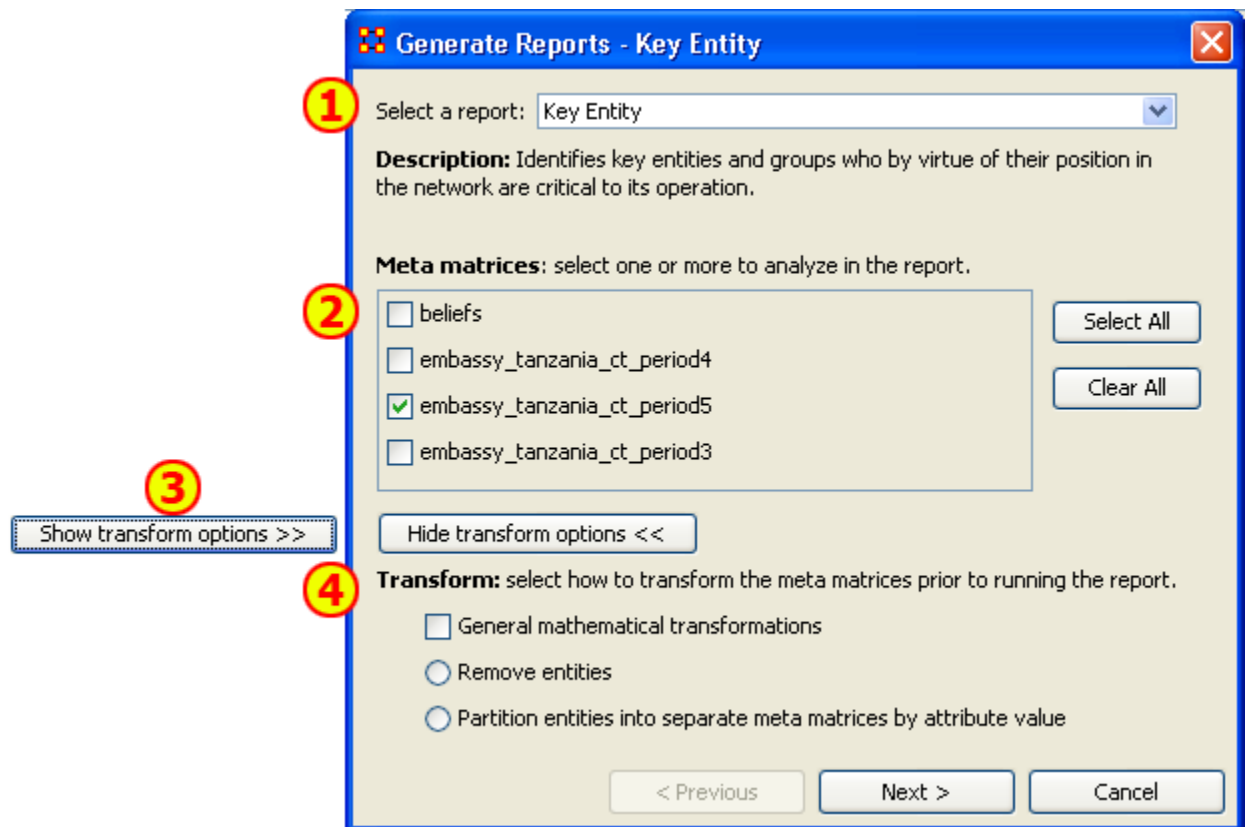 Generate Reports - Key Entity
1
Select a report: Key Entity
Description: Identifies key entities and groups who by virtue of their position in
the network are critical to its operation.
Meta matrices: select one or more to analyze in the report.
2
beliefs
Select All
embassy_tanzania_ct_period4
Clear All
embassy_tanzania_ct_period5
embassy_tanzania_ct_period3
3
Show transform options >>
Hide transform options <<
4
Transform: select how to transform the meta matrices prior to running the report.
General mathematical transformations
Remove entities
Partition entities into separate meta matrices by attribute value
< Previous
Next >
Cancel